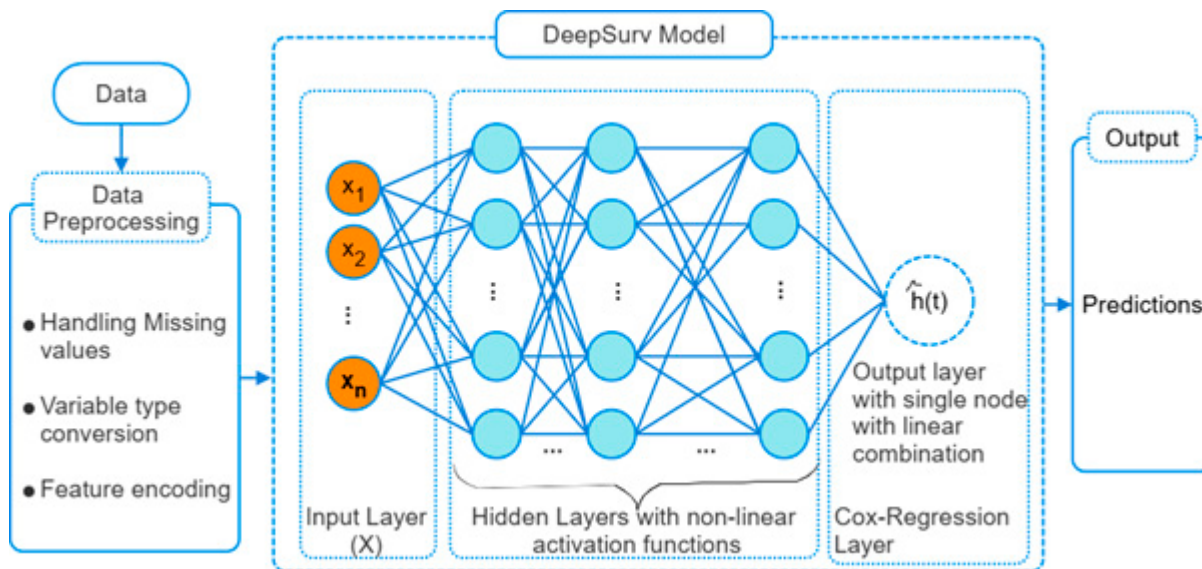 DeepSurv Model
Data
Data
Preprocessing
● Handling Missing
values
● Variable type
conversion
● Feature encoding
x1
x2
⋮
xn
Input Layer
(X)
⋮
⋮
⋮
...
...
Hidden Layers with non-linear
activation functions
ĥ(t)
Output layer
with single node
with linear
combination
Cox-Regression
Layer
Output
Predictions